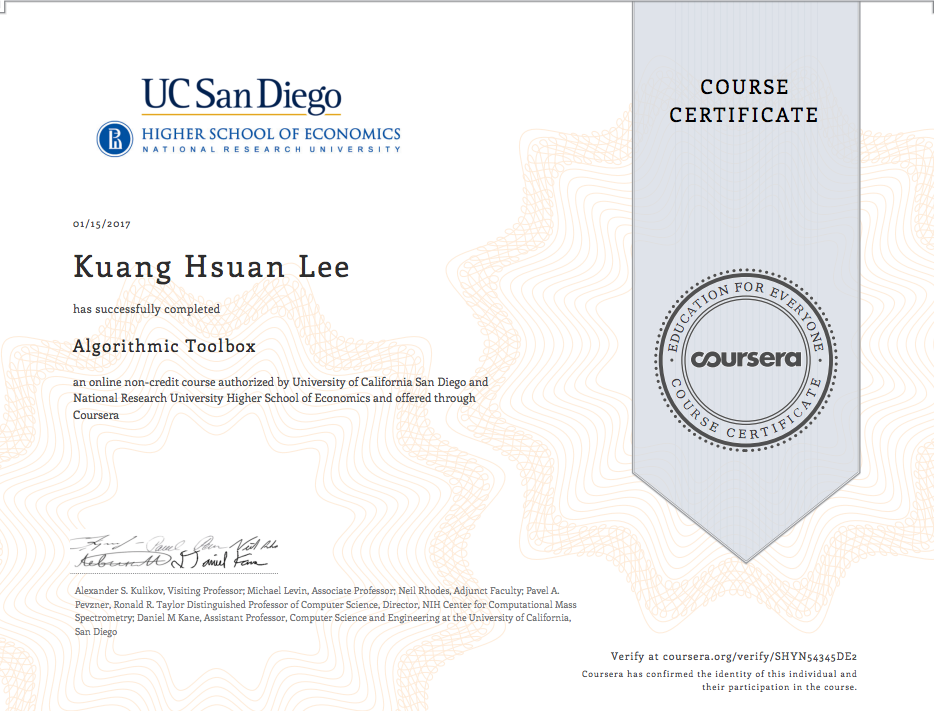 UC San Diego
HIGHER SCHOOL OF ECONOMICS
NATIONAL RESEARCH UNIVERSITY
COURSE
CERTIFICATE
01/15/2017
Kuang Hsuan Lee
has successfully completed
Algorithmic Toolbox
an online non-credit course authorized by University of California San Diego and
National Research University Higher School of Economics and offered through
Coursera
EDUCATION FOR EVERYONE
coursera
COURSE CERTIFICATE
Alexander S. Kulikov, Visiting Professor; Michael Levin, Associate Professor; Neil Rhodes, Adjunct Faculty; Pavel A.
Pevzner, Ronald R. Taylor Distinguished Professor of Computer Science, Director, NIH Center for Computational Mass
Spectrometry; Daniel M Kane, Assistant Professor, Computer Science and Engineering at the University of California,
San Diego
Verify at coursera.org/verify/SHYN54345DE2
Coursera has confirmed the identity of this individual and
their participation in the course.